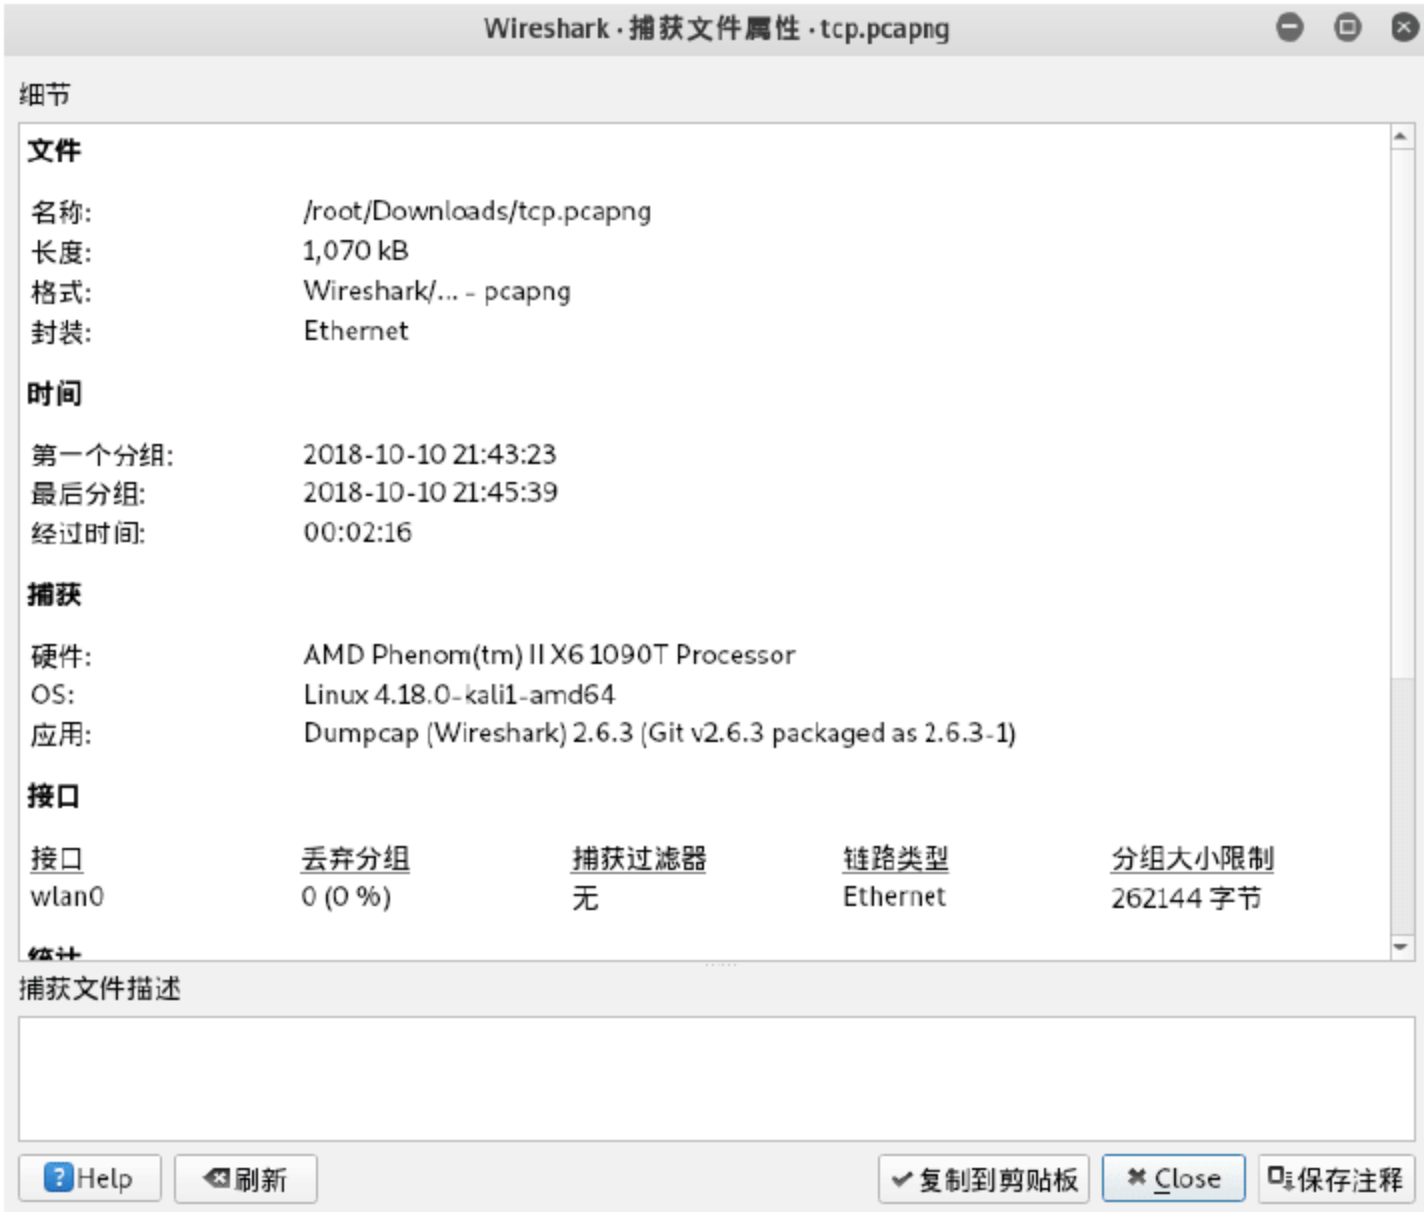 Wireshark · 捕获文件属性 · tcp.pcapng
细节
文件
名称: /root/Downloads/tcp.pcapng
长度: 1,070 kB
格式: Wireshark/... - pcapng
封装: Ethernet
时间
第一个分组: 2018-10-10 21:43:23
最后分组: 2018-10-10 21:45:39
经过时间: 00:02:16
捕获
硬件: AMD Phenom(tm) II X6 1090T Processor
OS: Linux 4.18.0-kali1-amd64
应用: Dumpcap (Wireshark) 2.6.3 (Git v2.6.3 packaged as 2.6.3-1)
接口
接口 丢弃分组 捕获过滤器 链路类型 分组大小限制
wlan0 0 (0 %) 无 Ethernet 262144 字节
统计
捕获文件描述
Help 刷新 复制到剪贴板 Close 保存注释